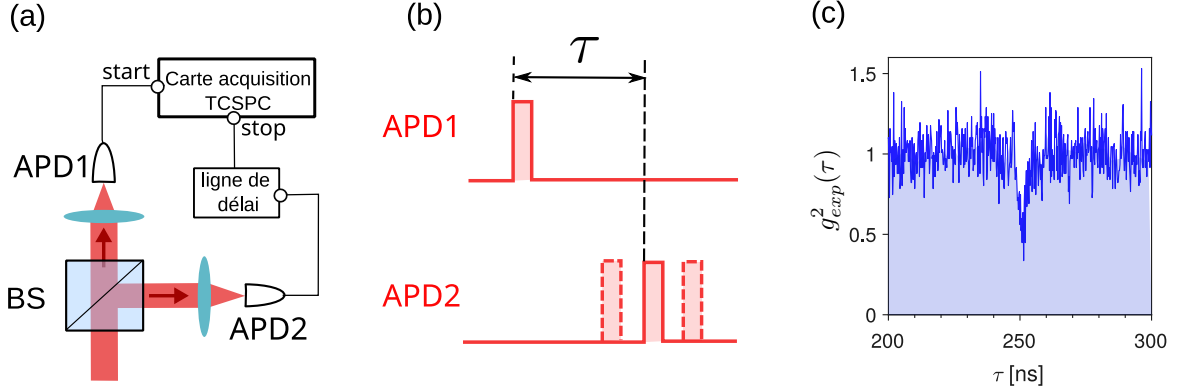 (a)
start
Carte acquisition
TCSPC
stop
APD1
ligne de
délai
BS
APD2
(b)
τ
APD1
APD2
(c)
1.5
1
0.5
0
g²exp(τ)
200
250
300
τ [ns]